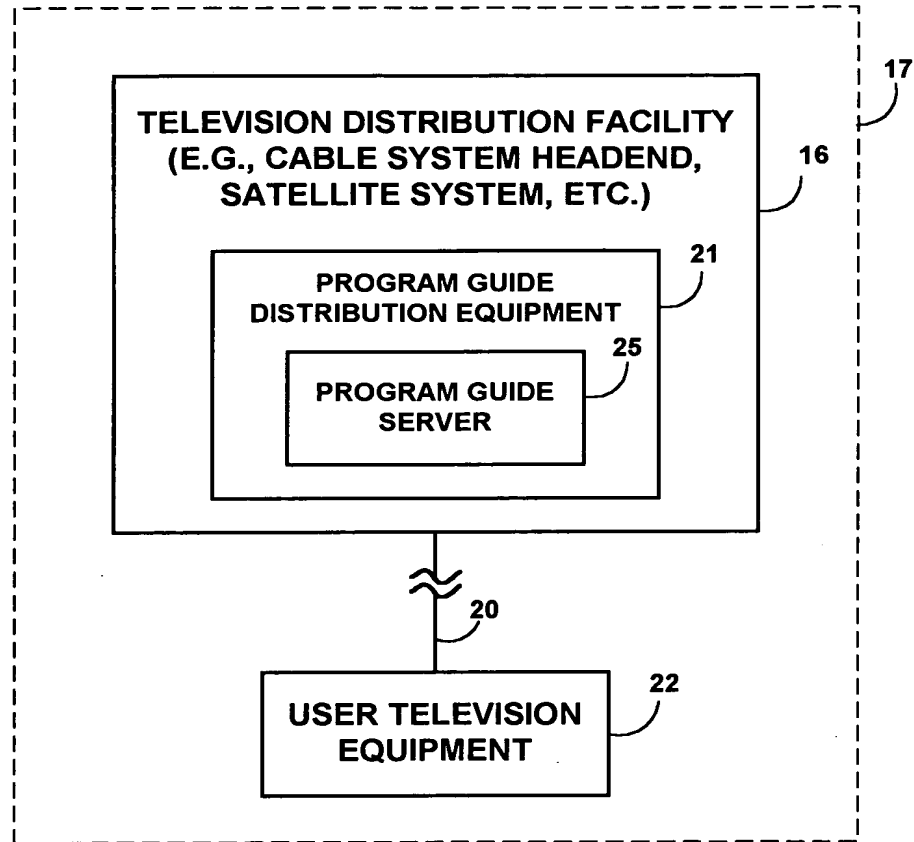 17
TELEVISION DISTRIBUTION FACILITY
(E.G., CABLE SYSTEM HEADEND,
SATELLITE SYSTEM, ETC.)
16
PROGRAM GUIDE
DISTRIBUTION EQUIPMENT
21
PROGRAM GUIDE
SERVER
25
20
USER TELEVISION
EQUIPMENT
22